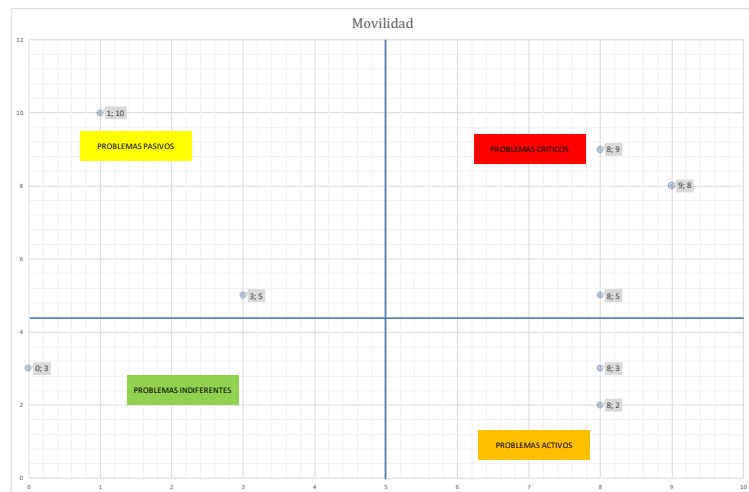 Movilidad
12
1; 10
10
PROBLEMAS PASIVOS
PROBLEMAS CRITICOS
8; 9
8
9; 8
6
3; 5
8; 5
4
0; 3
8; 3
PROBLEMAS INDIFERENTES
2
8; 2
PROBLEMAS ACTIVOS
0
0 1 2 3 4 5 6 7 8 9 10